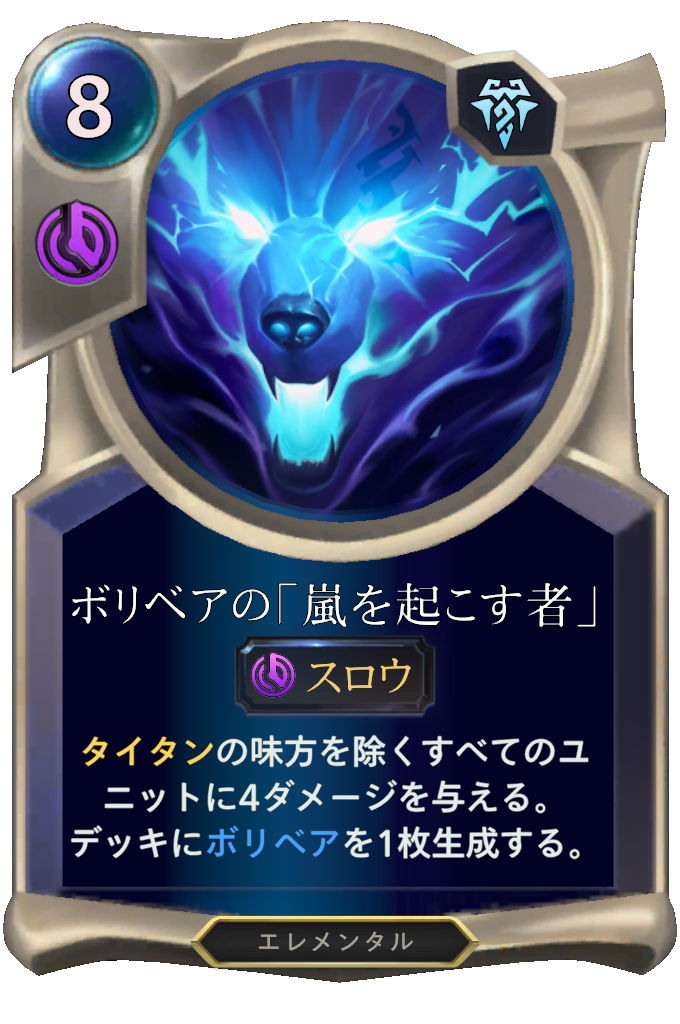 8
ボリベアの「嵐を起こす者」
スロウ
タイタンの味方を除くすべてのユ
ニットに4ダメージを与える。
デッキにボリベアを1枚生成する。
エレメンタル